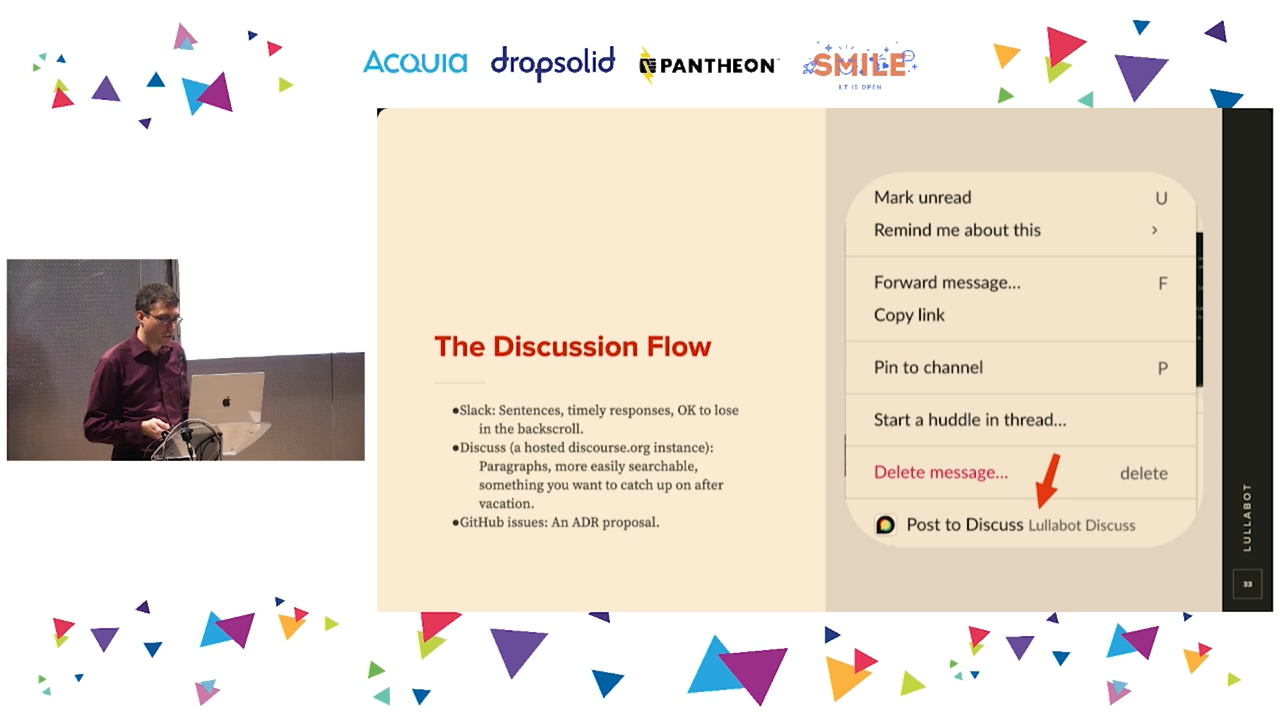 ACQUIA dropsolid PANTHEON SMILE
I.T IS OPEN
The Discussion Flow
●Slack: Sentences, timely responses, OK to lose
in the backscroll.
●Discuss (a hosted discourse.org instance):
Paragraphs, more easily searchable,
something you want to catch up on after
vacation.
●GitHub issues: An ADR proposal.
Mark unread U
Remind me about this ›
Forward message... F
Copy link
Pin to channel P
Start a huddle in thread...
Delete message... delete
Post to Discuss Lullabot Discuss
LULLABOT
33